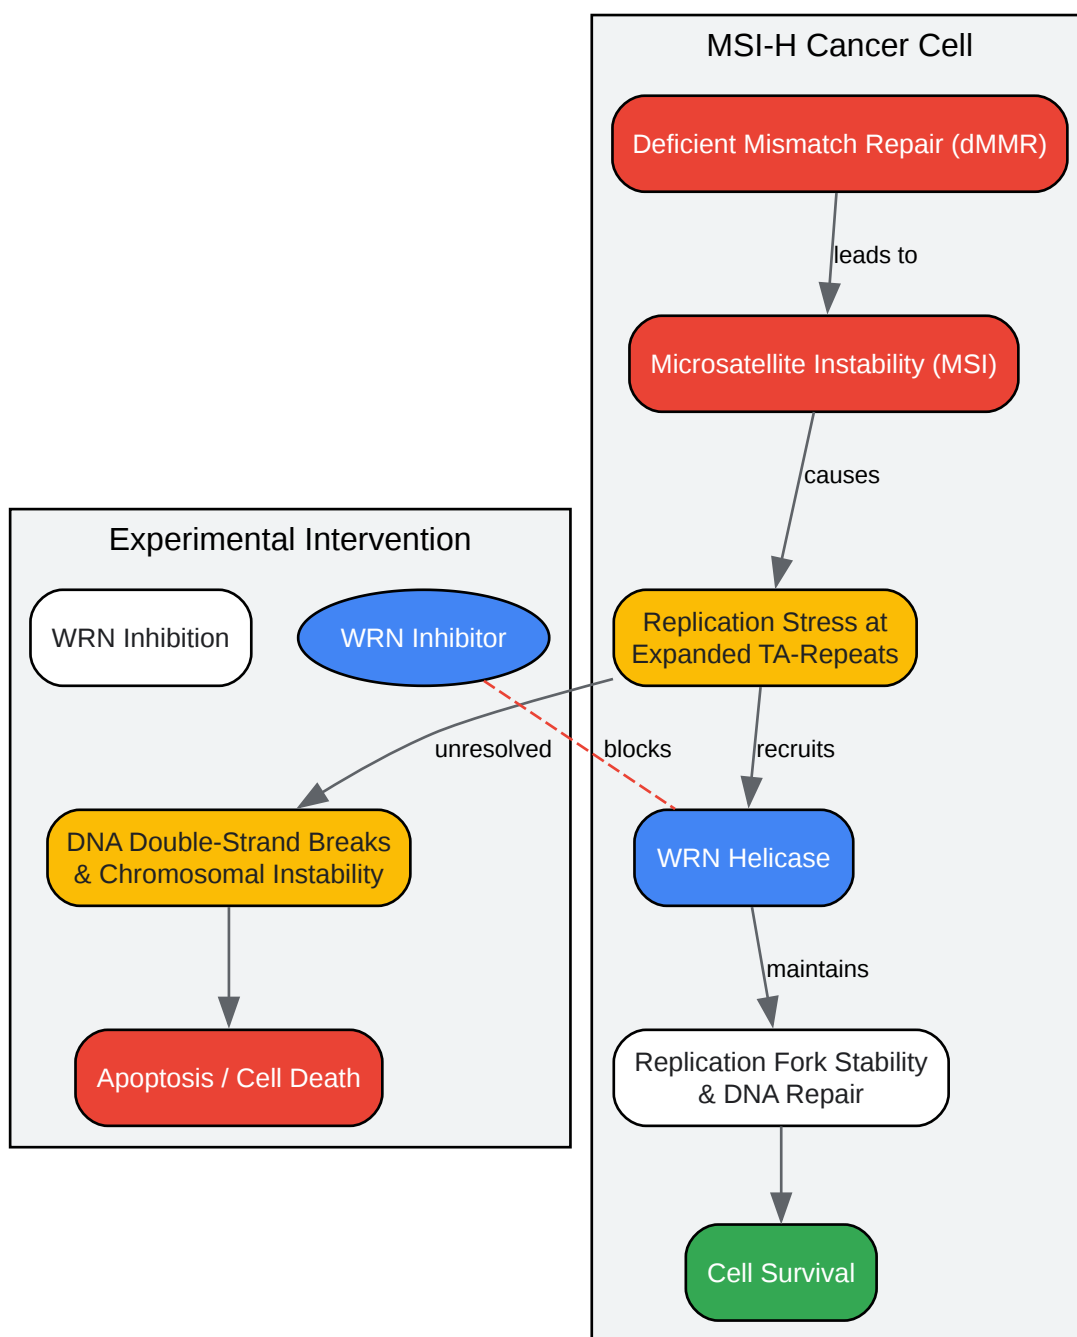 MSI-H Cancer Cell
Deficient Mismatch Repair (dMMR)
leads to
Microsatellite Instability (MSI)
causes
Experimental Intervention
WRN Inhibition
WRN Inhibitor
Replication Stress at
Expanded TA-Repeats
unresolved
blocks
recruits
DNA Double-Strand Breaks
& Chromosomal Instability
WRN Helicase
maintains
Apoptosis / Cell Death
Replication Fork Stability
& DNA Repair
Cell Survival